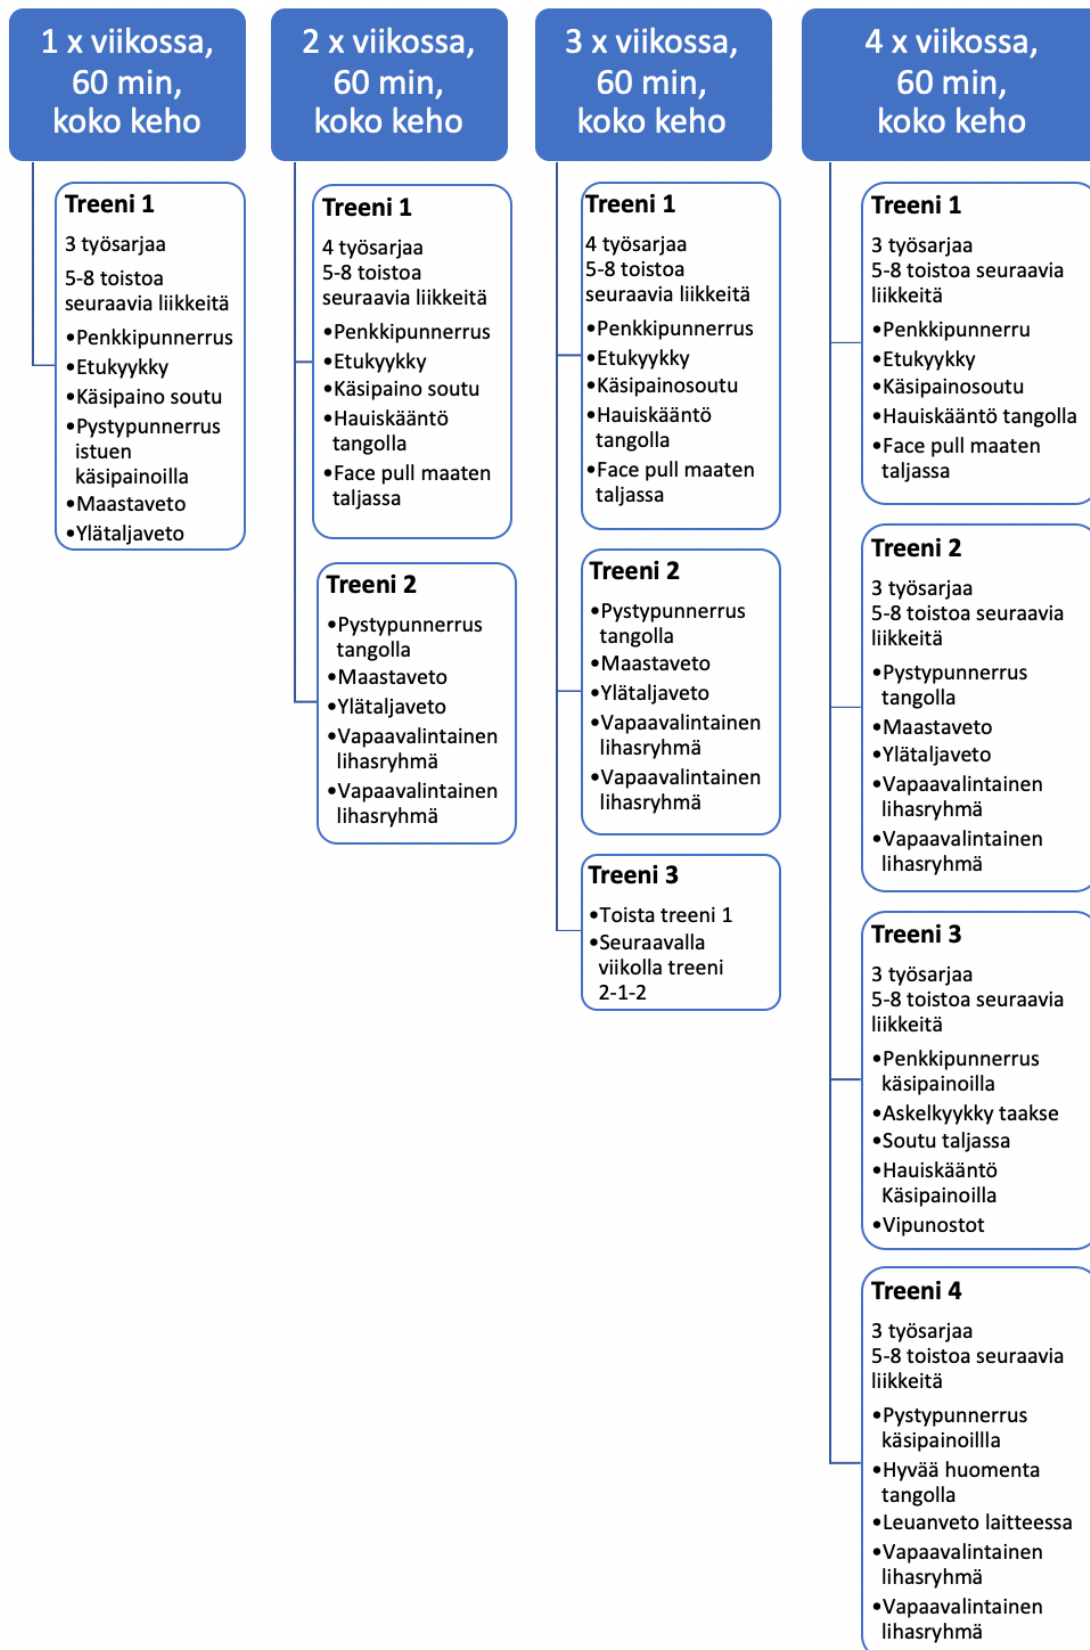 1 x viikossa,
60 min,
koko keho
Treeni 1
3 työsarjaa
5-8 toistoa
seuraavia liikkeitä
•Penkkipunnerrus
•Etukyykky
•Käsipaino soutu
•Pystypunnerrus
istuen
käsipainoilla
•Maastaveto
•Ylätaljaveto
2 x viikossa,
60 min,
koko keho
Treeni 1
4 työsarjaa
5-8 toistoa
seuraavia liikkeitä
•Penkkipunnerrus
•Etukyykky
•Käsipaino soutu
•Hauiskääntö
tangolla
•Face pull maaten
taljassa
Treeni 2
•Pystypunnerrus
tangolla
•Maastaveto
•Ylätaljaveto
•Vapaavalintainen
lihasryhmä
•Vapaavalintainen
lihasryhmä
3 x viikossa,
60 min,
koko keho
Treeni 1
4 työsarjaa
5-8 toistoa
seuraavia liikkeitä
•Penkkipunnerrus
•Etukyykky
•Käsipainosoutu
•Hauiskääntö
tangolla
•Face pull maaten
taljassa
Treeni 2
•Pystypunnerrus
tangolla
•Maastaveto
•Ylätaljaveto
•Vapaavalintainen
lihasryhmä
•Vapaavalintainen
lihasryhmä
Treeni 3
•Toista treeni 1
•Seuraavalla
viikolla treeni
2-1-2
4 x viikossa,
60 min,
koko keho
Treeni 1
3 työsarjaa
5-8 toistoa seuraavia
liikkeitä
•Penkkipunnerru
•Etukyykky
•Käsipainosoutu
•Hauiskääntö tangolla
•Face pull maaten
taljassa
Treeni 2
3 työsarjaa
5-8 toistoa seuraavia
liikkeitä
•Pystypunnerrus
tangolla
•Maastaveto
•Ylätaljaveto
•Vapaavalintainen
lihasryhmä
•Vapaavalintainen
lihasryhmä
Treeni 3
3 työsarjaa
5-8 toistoa seuraavia
liikkeitä
•Penkkipunnerrus
käsipainoilla
•Askelkyykky taakse
•Soutu taljassa
•Hauiskääntö
Käsipainoilla
•Vipunostot
Treeni 4
3 työsarjaa
5-8 toistoa seuraavia
liikkeitä
•Pystypunnerrus
käsipainoillla
•Hyvää huomenta
tangolla
•Leuanveto laitteessa
•Vapaavalintainen
lihasryhmä
•Vapaavalintainen
lihasryhmä